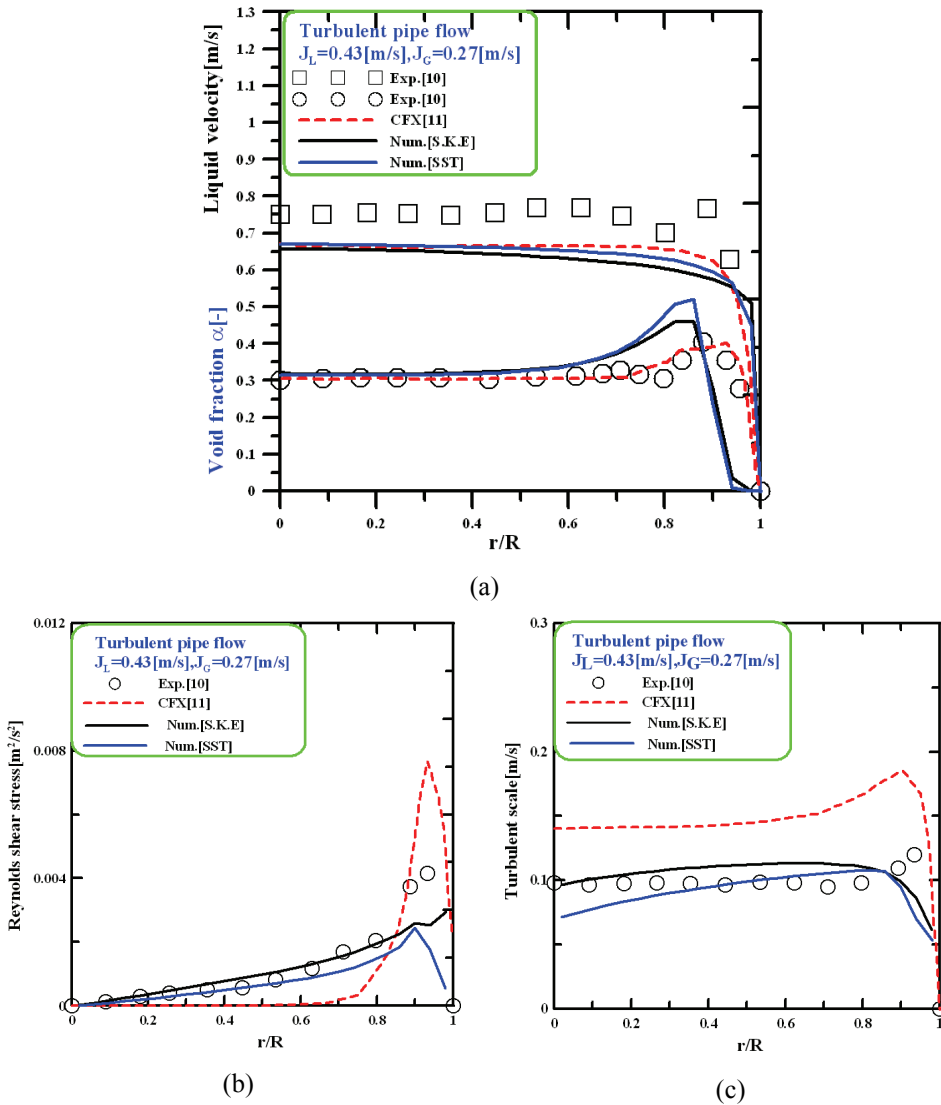 Turbulent pipe flow
J_L=0.43[m/s],J_G=0.27[m/s]
Exp.[10]
Exp.[10]
CFX[11]
Num.[S.K.E]
Num.[SST]
Liquid velocity[m/s]
Void fraction α[-]
1.3
1.2
1.1
1
0.9
0.8
0.7
0.6
0.5
0.4
0.3
0.2
0.1
0
0 0.2 0.4 0.6 0.8 1
r/R
(a)
Turbulent pipe flow
J_L=0.43[m/s],J_G=0.27[m/s]
Exp.[10]
CFX[11]
Num.[S.K.E]
Num.[SST]
Reynolds shear stress[m²/s²]
0.012
0.008
0.004
0
0 0.2 0.4 0.6 0.8 1
r/R
(b)
Turbulent pipe flow
JL=0.43[m/s],JG=0.27[m/s]
Exp.[10]
CFX[11]
Num.[S.K.E]
Num.[SST]
Turbulent scale[m/s]
0.3
0.2
0.1
0
0 0.2 0.4 0.6 0.8 1
r/R
(c)